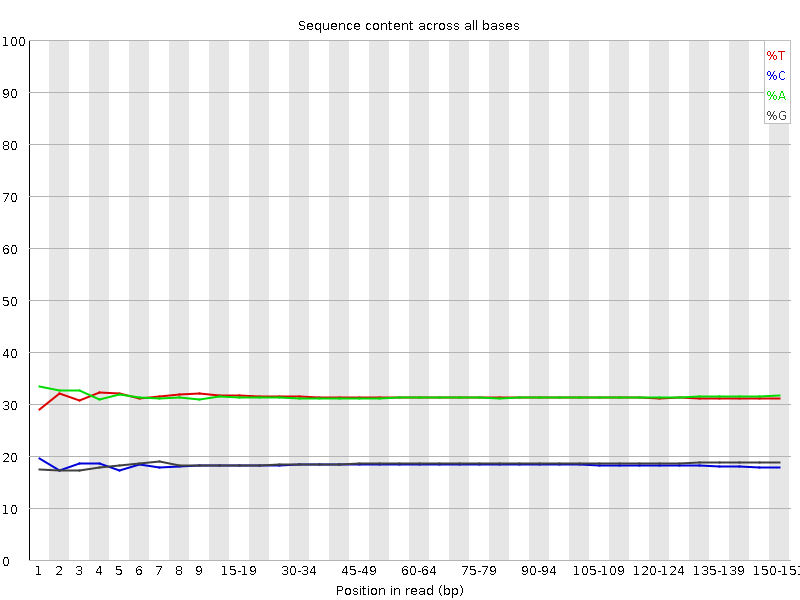 Sequence content across all bases
100
%T
%C
90
%A
%G
80
70
60
50
40
30
20
10
0
1 2 3 4 5 6 7 8 9 15-19 30-34 45-49 60-64 75-79 90-94 105-109 120-124 135-139 150-151
Position in read (bp)